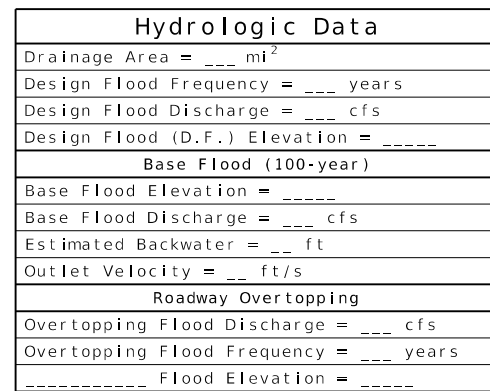 Hydrologic Data
Drainage Area = ___ mi²
Design Flood Frequency = ___ years
Design Flood Discharge = ___ cfs
Design Flood (D.F.) Elevation = _____
Base Flood (100-year)
Base Flood Elevation = _____
Base Flood Discharge = ___ cfs
Estimated Backwater = __ ft
Outlet Velocity = __ ft/s
Roadway Overtopping
Overtopping Flood Discharge = ___ cfs
Overtopping Flood Frequency = ___ years
___________ Flood Elevation = _____